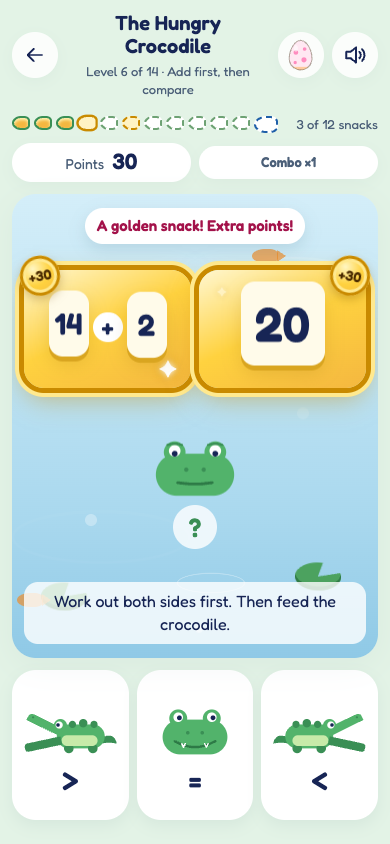 The Hungry
Crocodile
Level 6 of 14 · Add first, then
compare
3 of 12 snacks
Points 30
Combo ×1
A golden snack! Extra points!
+30
+30
14 + 2
20
?
Work out both sides first. Then feed the
crocodile.
>
=
<